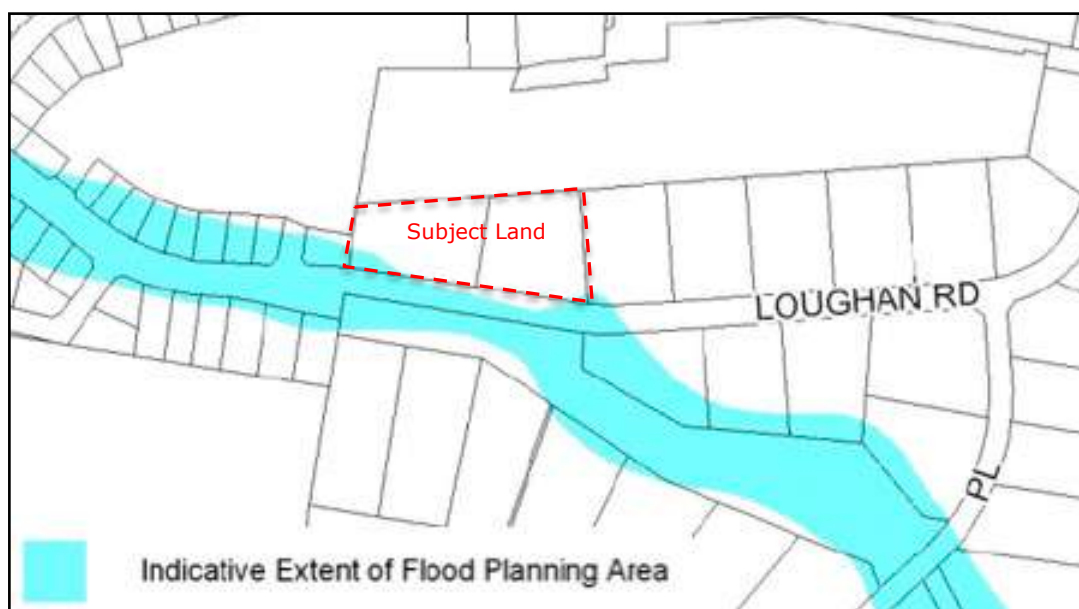 Subject Land
LOUGHAN RD
PL
Indicative Extent of Flood Planning Area